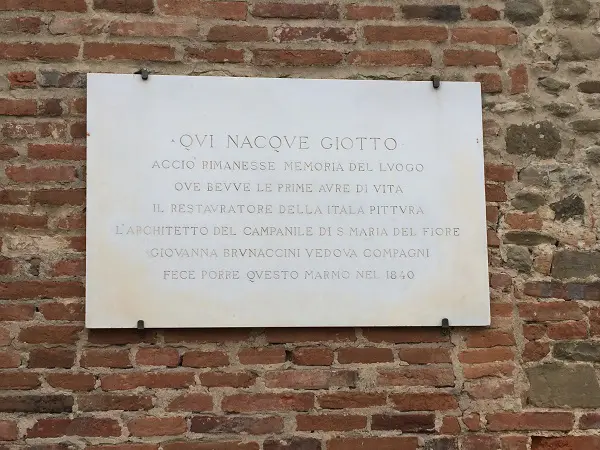 QVI NACQVE GIOTTO
ACCIÒ RIMANESSE MEMORIA DEL LVOGO
OVE BEVVE LE PRIME AVRE DI VITA
IL RESTAVRATORE DELLA ITALA PITTVRA
L'ARCHITETTO DEL CAMPANILE DI S. MARIA DEL FIORE
GIOVANNA BRVNACCINI VEDOVA COMPAGNI
FECE PORRE QVESTO MARMO NEL 1840